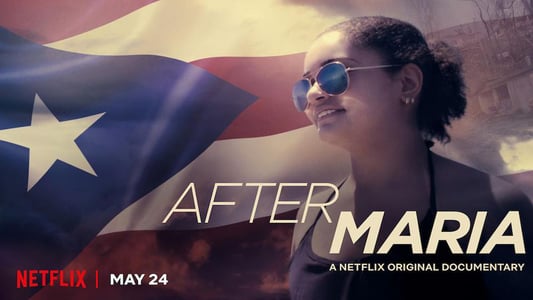 AFTER
MARIA
A NETFLIX ORIGINAL DOCUMENTARY
NETFLIX | MAY 24